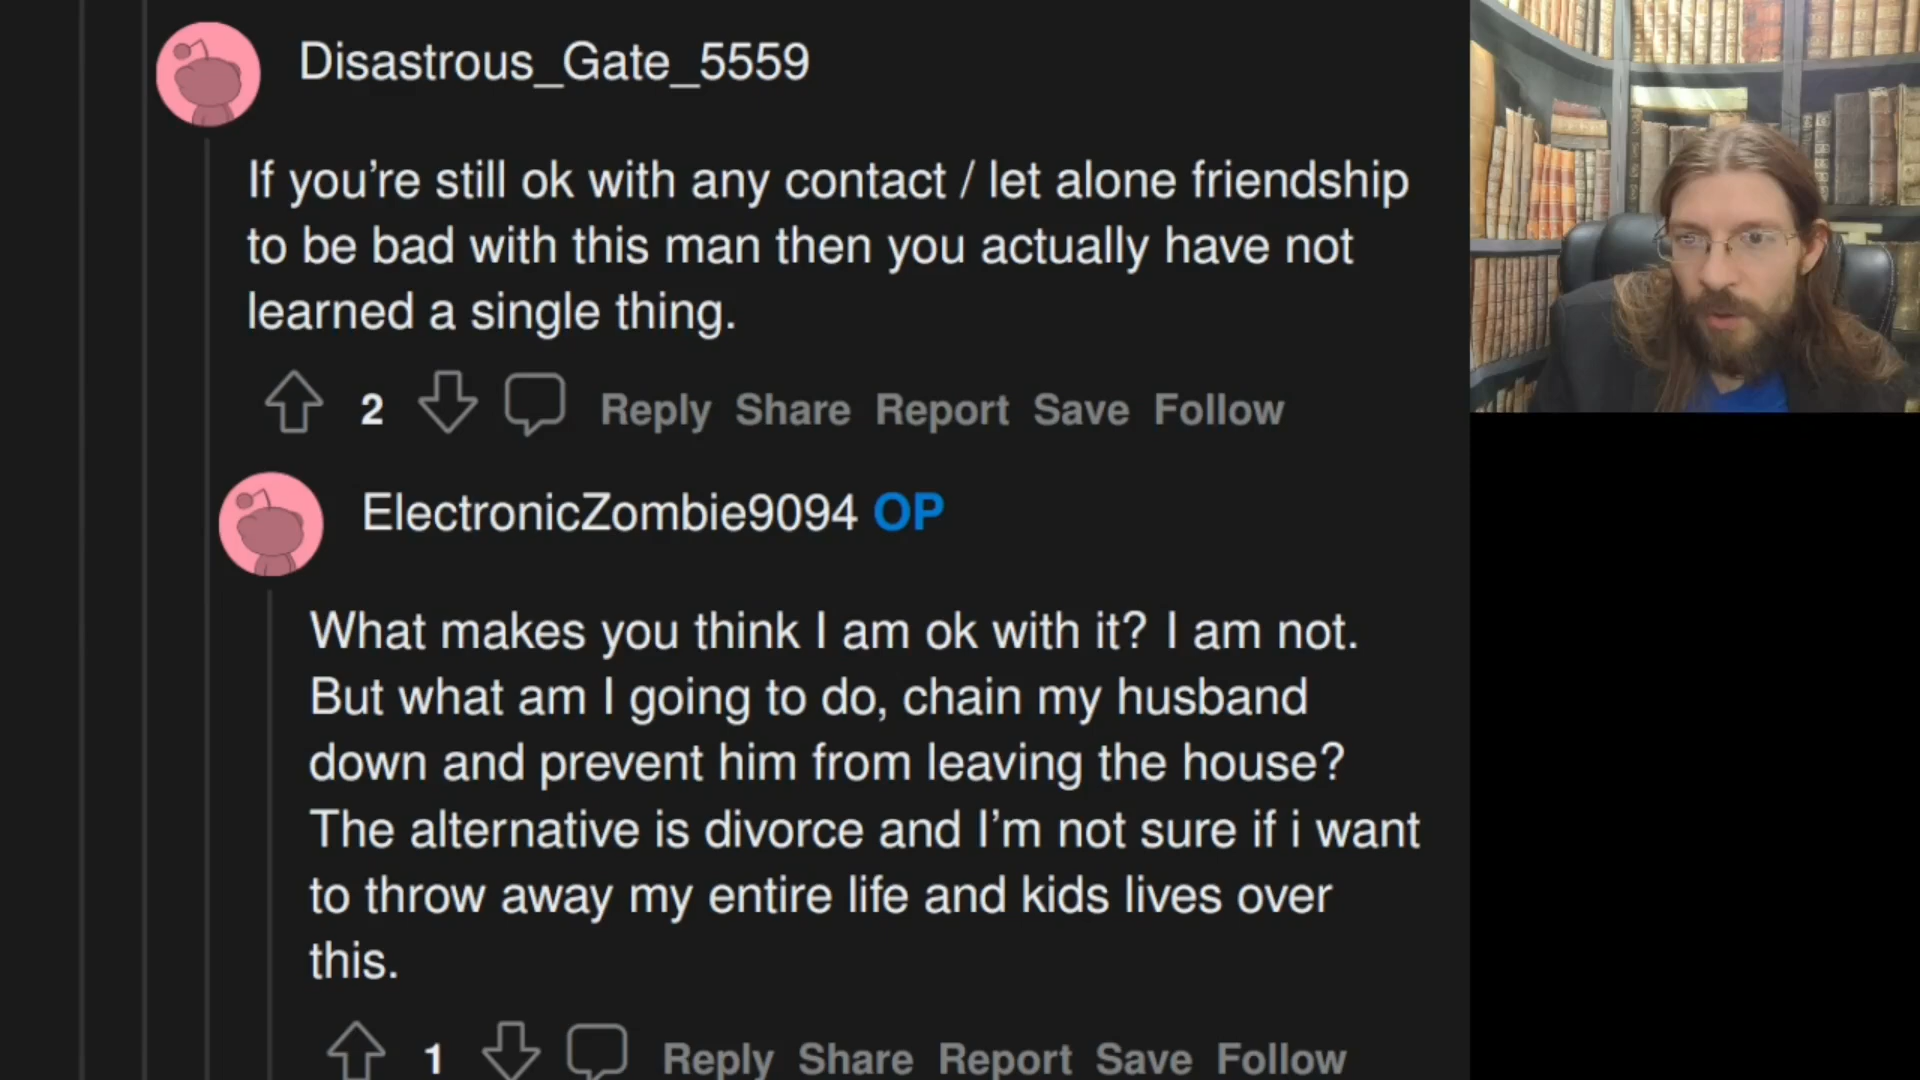 Disastrous_Gate_5559
If you’re still ok with any contact / let alone friendship
to be bad with this man then you actually have not
learned a single thing.
2 Reply Share Report Save Follow
ElectronicZombie9094 OP
What makes you think I am ok with it? I am not.
But what am I going to do, chain my husband
down and prevent him from leaving the house?
The alternative is divorce and I’m not sure if i want
to throw away my entire life and kids lives over
this.
1 Reply Share Report Save Follow